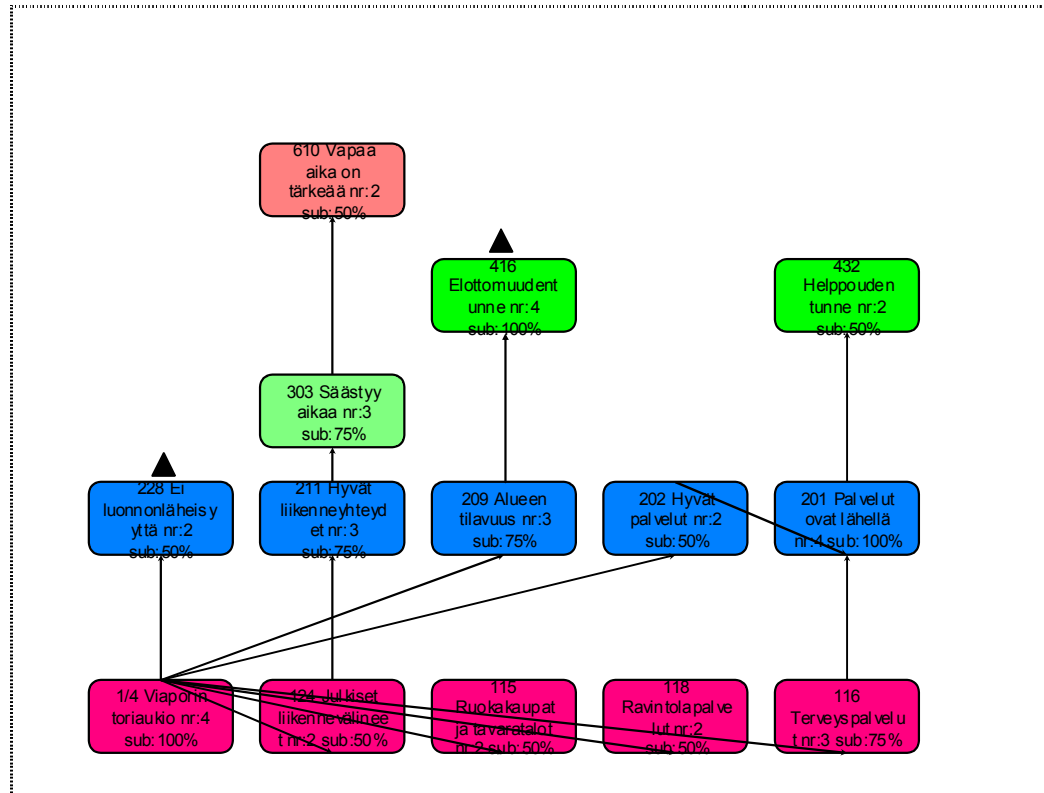 610 Vapaa
aika on
tärkeää nr:2
sub:50%
416
Elottomuudent
unne nr:4
sub:100%
432
Helppouden
tunne nr:2
sub:50%
303 Säästyy
aikaa nr:3
sub:75%
228 Ei
luonnonläheisy
yttä nr:2
sub:50%
211 Hyvät
liikenneyhteyd
et nr:3
sub:75%
209 Alueen
tilavuus nr:3
sub:75%
202 Hyvät
palvelut nr:2
sub:50%
201 Palvelut
ovat lähellä
nr:4 sub:100%
1/4 Viaporin
toriaukio nr:4
sub:100%
124 Julkiset
liikennevälinee
t nr:2 sub:50%
115
Ruokakaupat
ja tavaratalot
nr:2 sub:50%
118
Ravintolapalve
lut nr:2
sub:50%
116
Terveyspalvelu
t nr:3 sub:75%